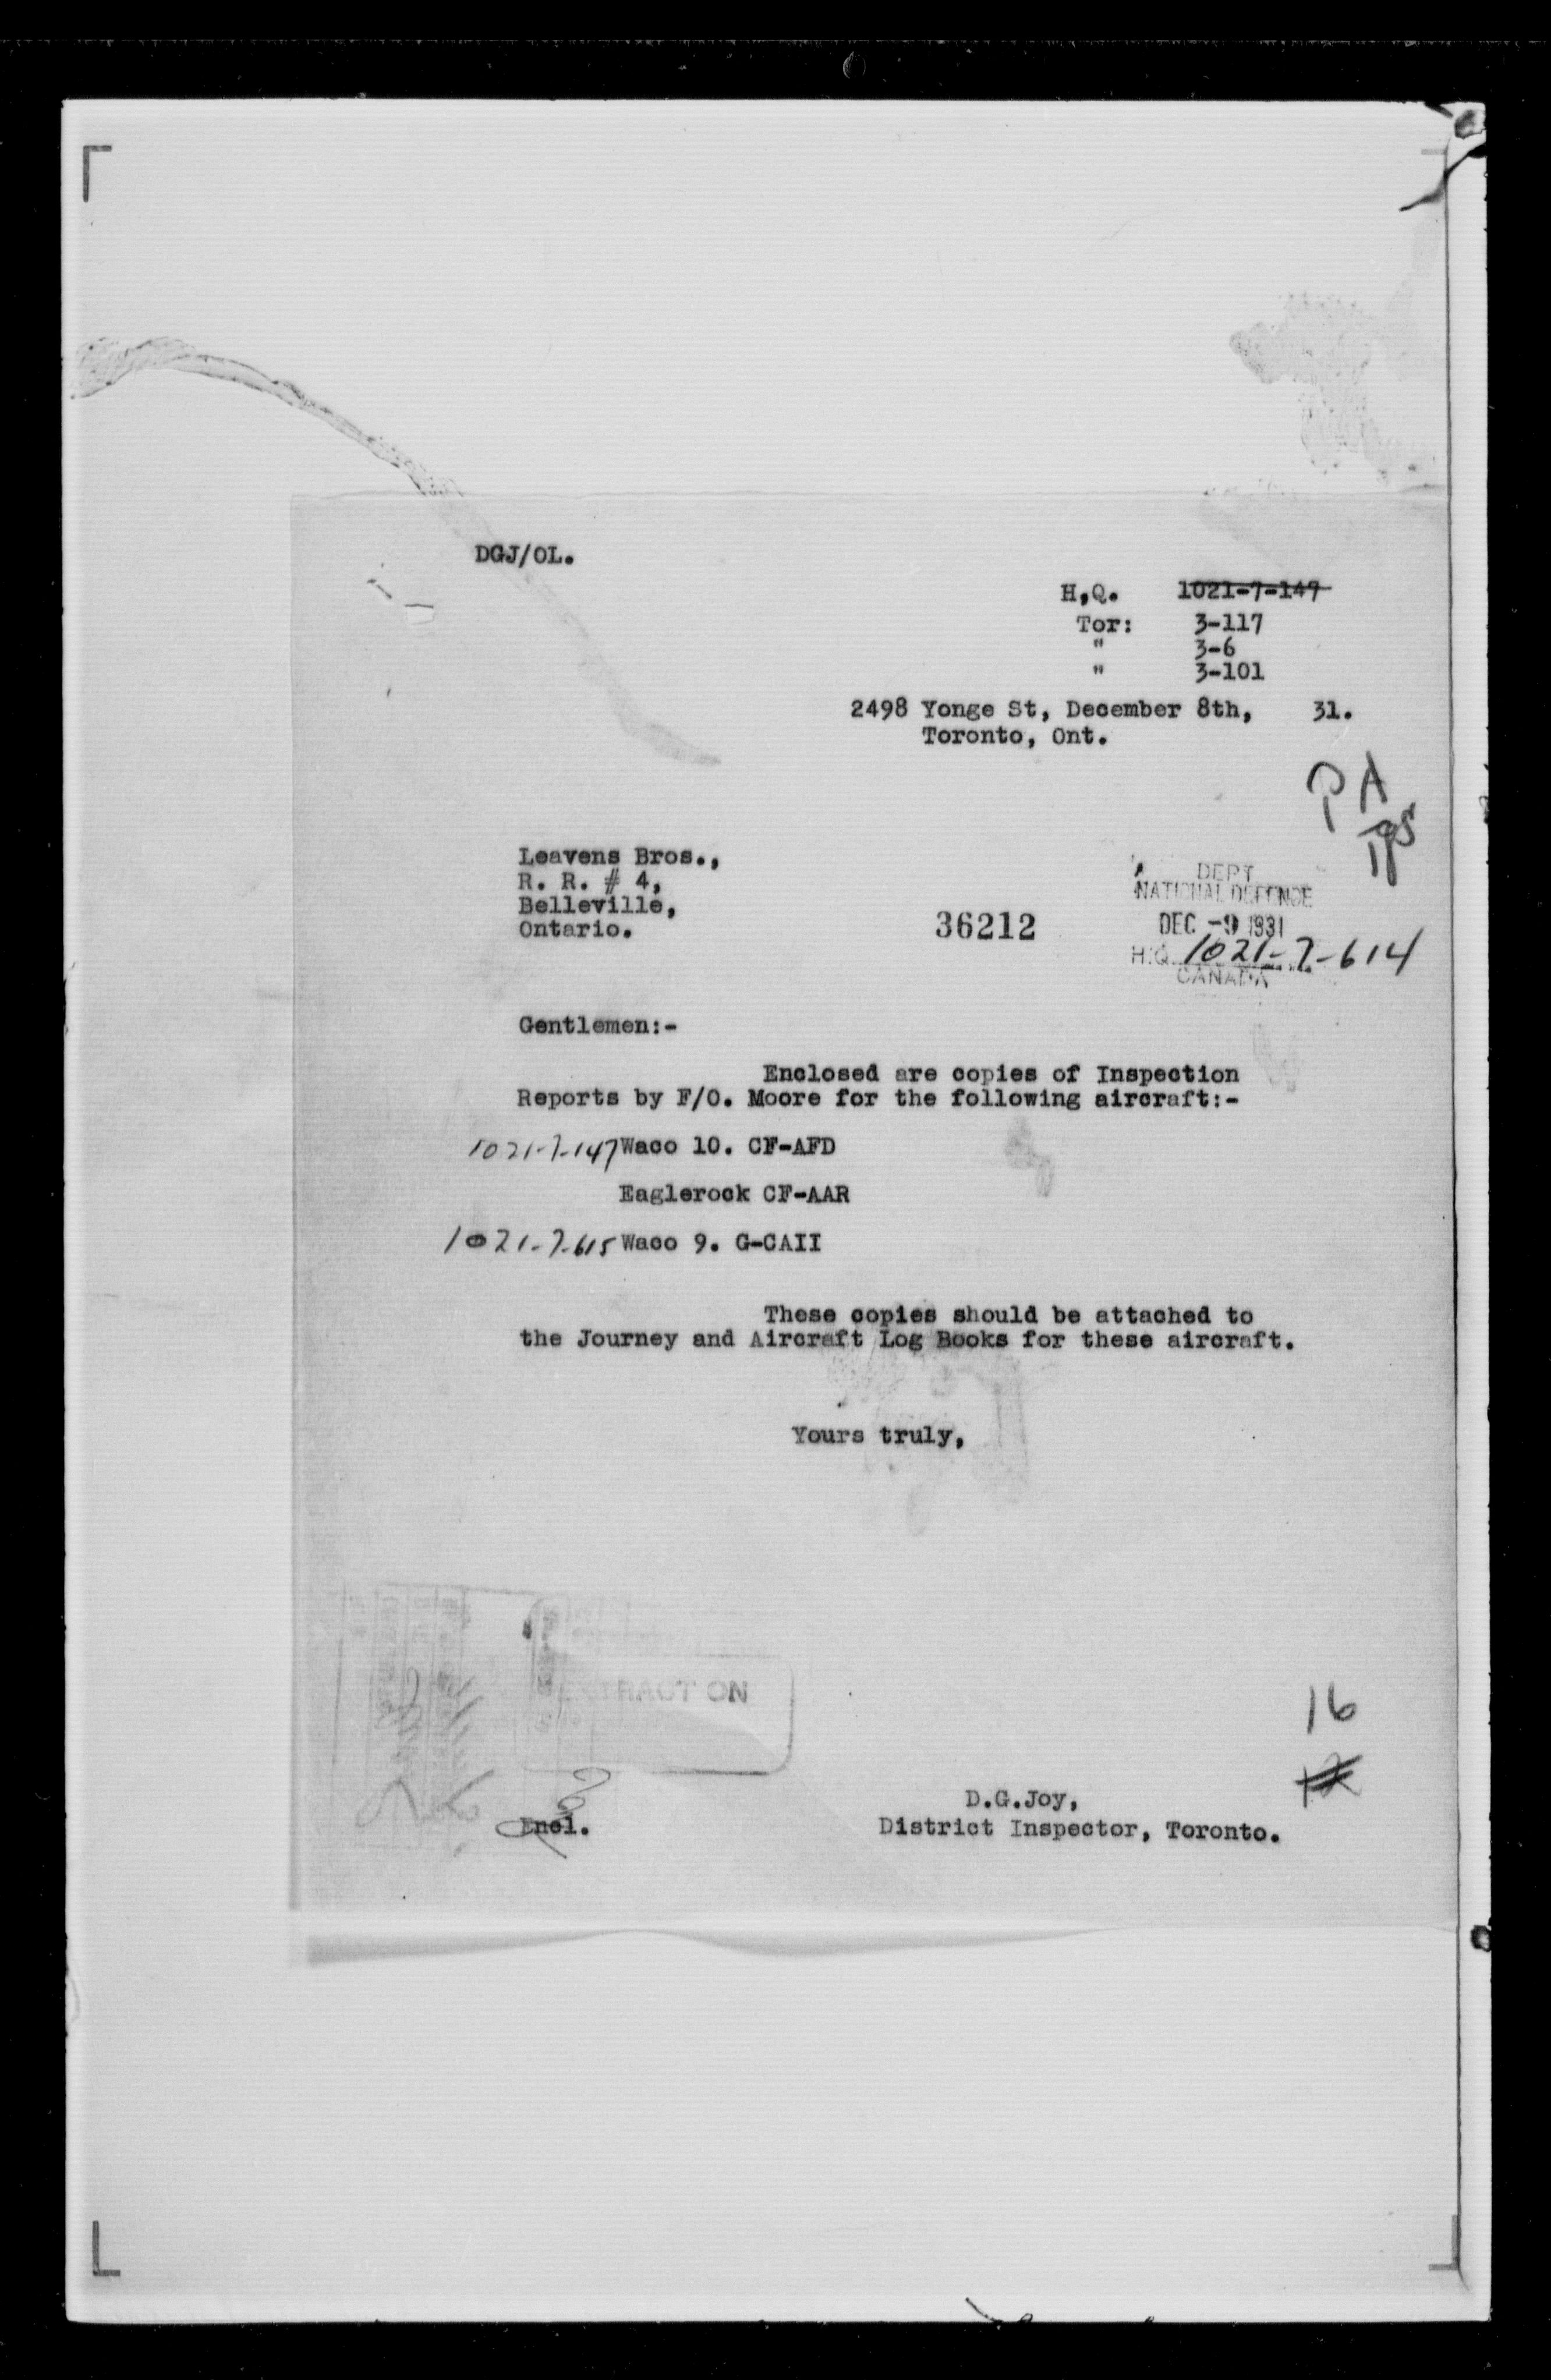 DGJ/OL.
H,Q. 1021-7-147
Tor: 3-117
" 3-6
" 3-101
2498 Yonge St, December 8th, 31.
Toronto, Ont.
PA
Leavens Bros.,
R. R. # 4,
Belleville,
Ontario.
36212
DEPT
NATIONAL DEFENCE
DEC -9 1931
H.Q. 1021-7-614
CANADA
Gentlemen:-
Enclosed are copies of Inspection
Reports by F/O. Moore for the following aircraft:-
1021-7-147 Waco 10. CF-AFD
Eaglerock CF-AAR
1021-7-615 Waco 9. G-CAII
These copies should be attached to
the Journey and Aircraft Log Books for these aircraft.
Yours truly,
TRACT ON
16
D.G.Joy,
Encl.
District Inspector, Toronto.